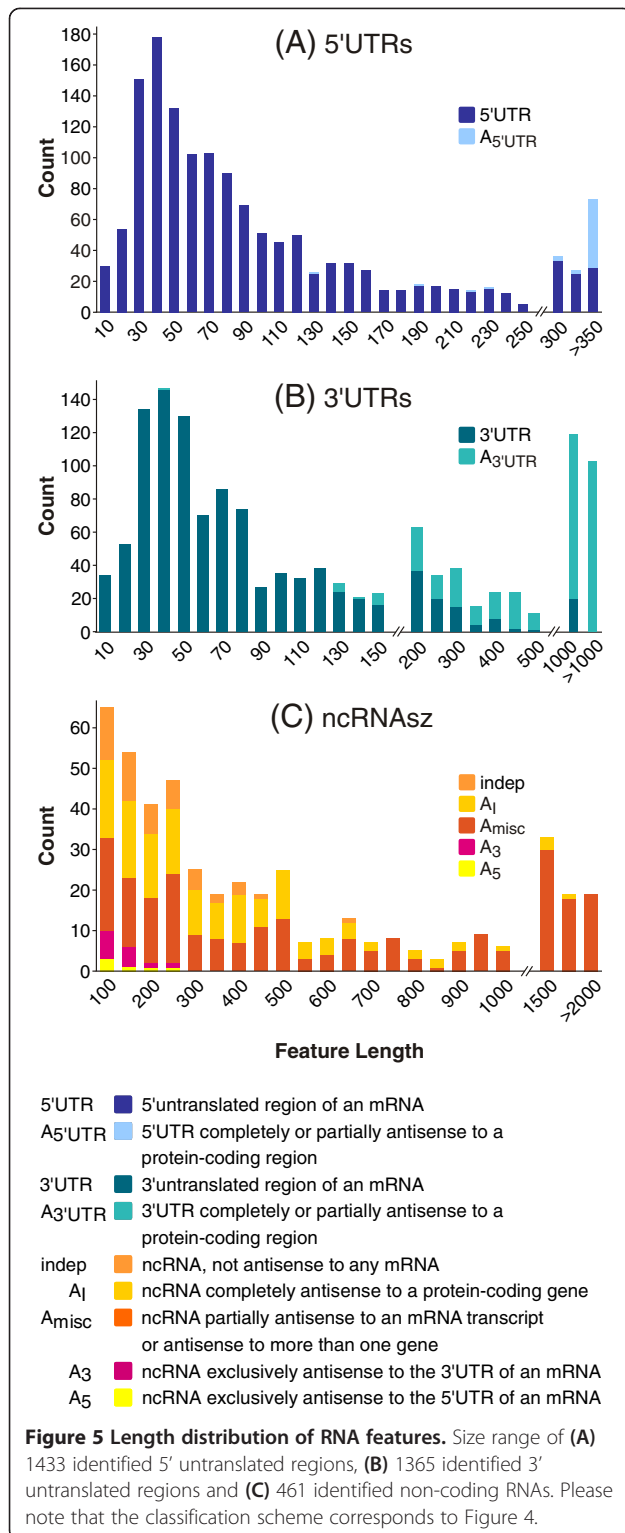 (A) 5'UTRs
180
160
140
120
100
80
60
40
20
0
Count
5'UTR
A5'UTR
10
30
50
70
90
110
130
150
170
190
210
230
250
300
>350
(B) 3'UTRs
140
120
100
80
60
40
20
0
Count
3'UTR
A3'UTR
10
30
50
70
90
110
130
150
200
300
400
500
1000
>1000
(C) ncRNAsz
60
50
40
30
20
10
0
Count
indep
AI
Amisc
A3
A5
100
200
300
400
500
600
700
800
900
1000
1500
>2000
Feature Length
5'UTR 5'untranslated region of an mRNA
A5'UTR 5'UTR completely or partially antisense to a
protein-coding region
3'UTR 3'untranslated region of an mRNA
A3'UTR 3'UTR completely or partially antisense to a
protein-coding region
indep ncRNA, not antisense to any mRNA
AI ncRNA completely antisense to a protein-coding gene
Amisc ncRNA partially antisense to an mRNA transcript
or antisense to more than one gene
A3 ncRNA exclusively antisense to the 3'UTR of an mRNA
A5 ncRNA exclusively antisense to the 5'UTR of an mRNA
Figure 5 Length distribution of RNA features. Size range of (A)
1433 identified 5' untranslated regions, (B) 1365 identified 3'
untranslated regions and (C) 461 identified non-coding RNAs. Please
note that the classification scheme corresponds to Figure 4.